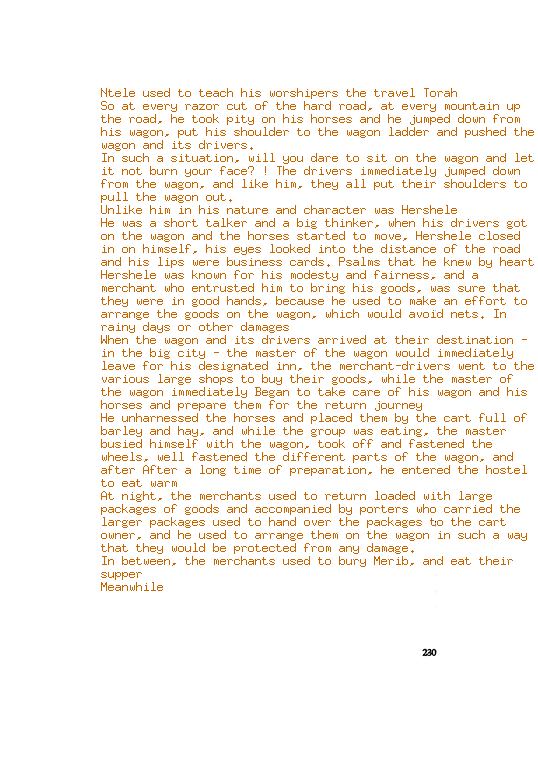 Ntele used to teach his worshipers the travel Torah
So at every razor cut of the hard road, at every mountain up
the road, he took pity on his horses and he jumped down from
his wagon, put his shoulder to the wagon ladder and pushed the
wagon and its drivers.
In such a situation, will you dare to sit on the wagon and let
it not burn your face? ! The drivers immediately jumped down
from the wagon, and like him, they all put their shoulders to
pull the wagon out.
Unlike him in his nature and character was Hershele
He was a short talker and a big thinker, when his drivers got
on the wagon and the horses started to move, Hershele closed
in on himself, his eyes looked into the distance of the road
and his lips were business cards. Psalms that he knew by heart
Hershele was known for his modesty and fairness, and a
merchant who entrusted him to bring his goods, was sure that
they were in good hands, because he used to make an effort to
arrange the goods on the wagon, which would avoid nets. In
rainy days or other damages
When the wagon and its drivers arrived at their destination -
in the big city - the master of the wagon would immediately
leave for his designated inn, the merchant-drivers went to the
various large shops to buy their goods, while the master of
the wagon immediately Began to take care of his wagon and his
horses and prepare them for the return journey
He unharnessed the horses and placed them by the cart full of
barley and hay, and while the group was eating, the master
busied himself with the wagon, took off and fastened the
wheels, well fastened the different parts of the wagon, and
after After a long time of preparation, he entered the hostel
to eat warm
At night, the merchants used to return loaded with large
packages of goods and accompanied by porters who carried the
larger packages used to hand over the packages to the cart
owner, and he used to arrange them on the wagon in such a way
that they would be protected from any damage.
In between, the merchants used to bury Merib, and eat their
supper
Meanwhile
230